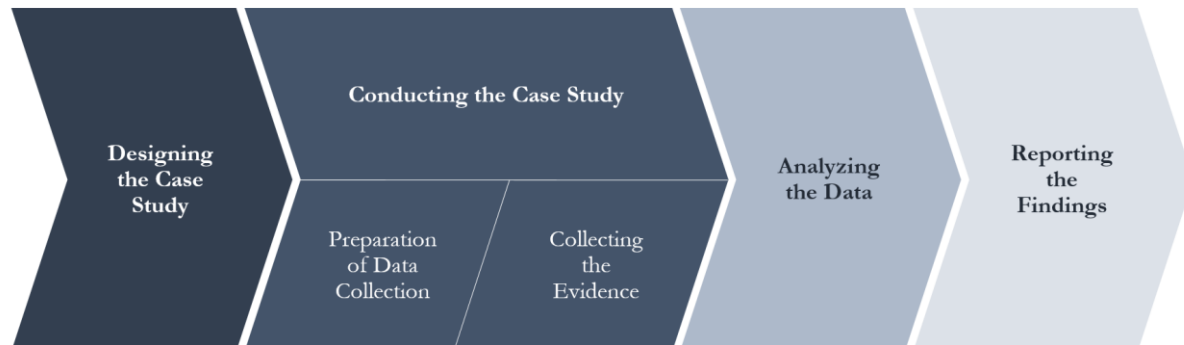 Designing
the Case
Study
Conducting the Case Study
Preparation
of Data
Collection
Collecting
the
Evidence
Analyzing
the Data
Reporting
the
Findings